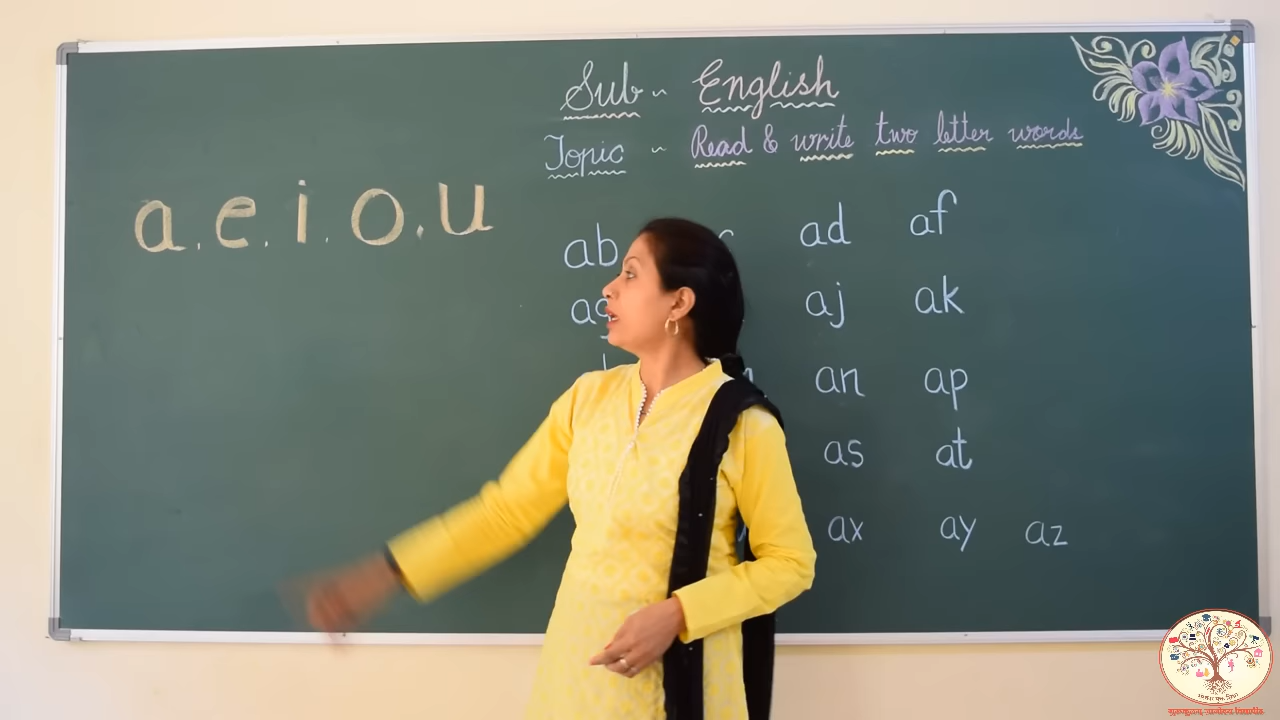 Sub ~ English
Topic ~ Read & write two letter words
a.e.i.o.u
ab ad af
ag aj ak
an ap
as at
ax ay az